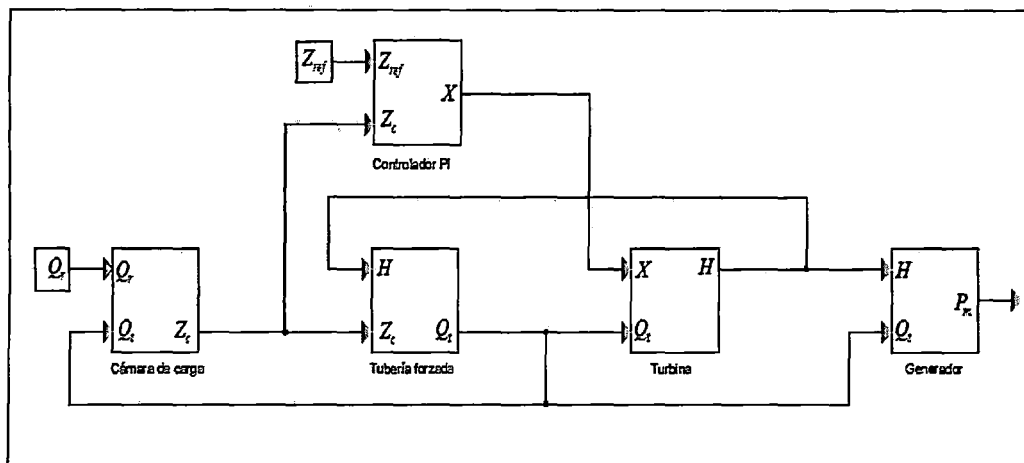 Z_ref
Z_ref
X
Z_c
Controlador PI
Q_r
Q_r
Q_t
Z_c
Cámara de carga
H
Z_c
Q_t
Tubería forzada
X
H
Q_t
Turbina
H
P_m
Q_t
Generador